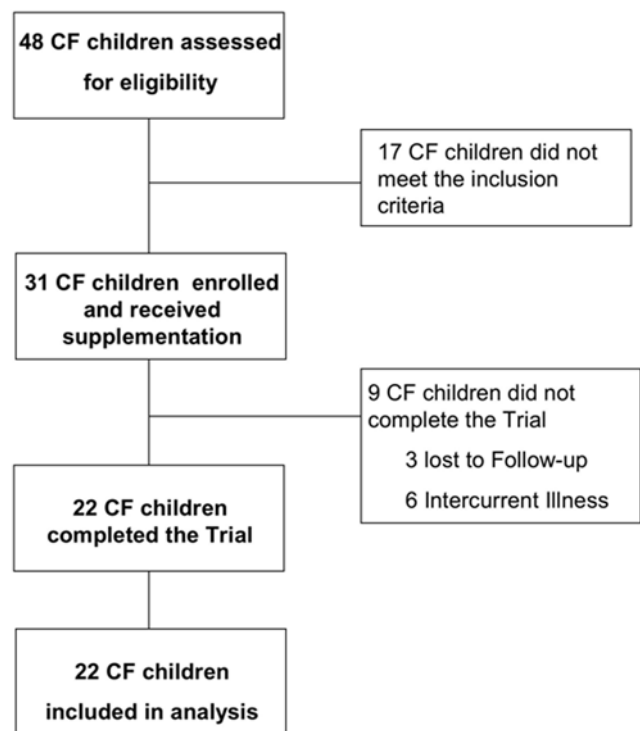 48 CF children assessed
for eligibility
17 CF children did not
meet the inclusion
criteria
31 CF children enrolled
and received
supplementation
9 CF children did not
complete the Trial
3 lost to Follow-up
6 Intercurrent Illness
22 CF children
completed the Trial
22 CF children
included in analysis